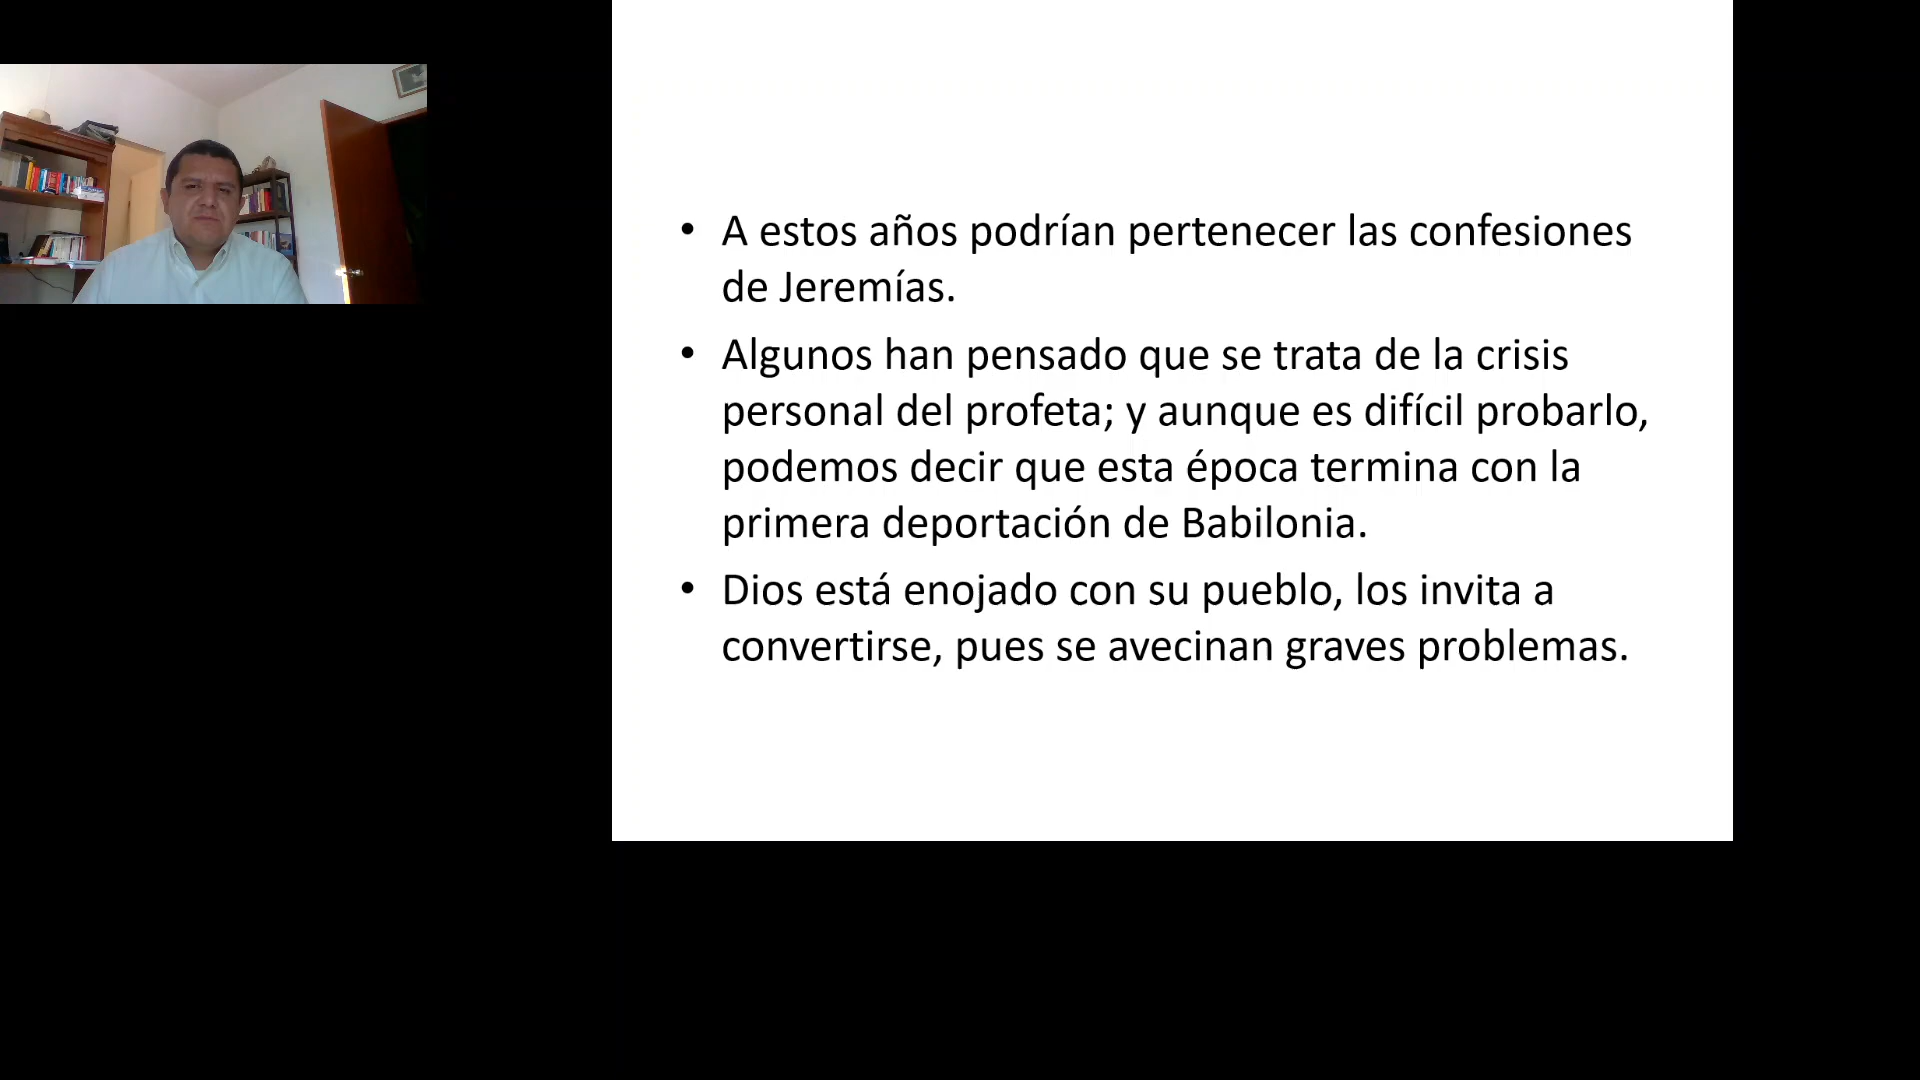 • A estos años podrían pertenecer las confesiones
de Jeremías.
• Algunos han pensado que se trata de la crisis
personal del profeta; y aunque es difícil probarlo,
podemos decir que esta época termina con la
primera deportación de Babilonia.
• Dios está enojado con su pueblo, los invita a
convertirse, pues se avecinan graves problemas.